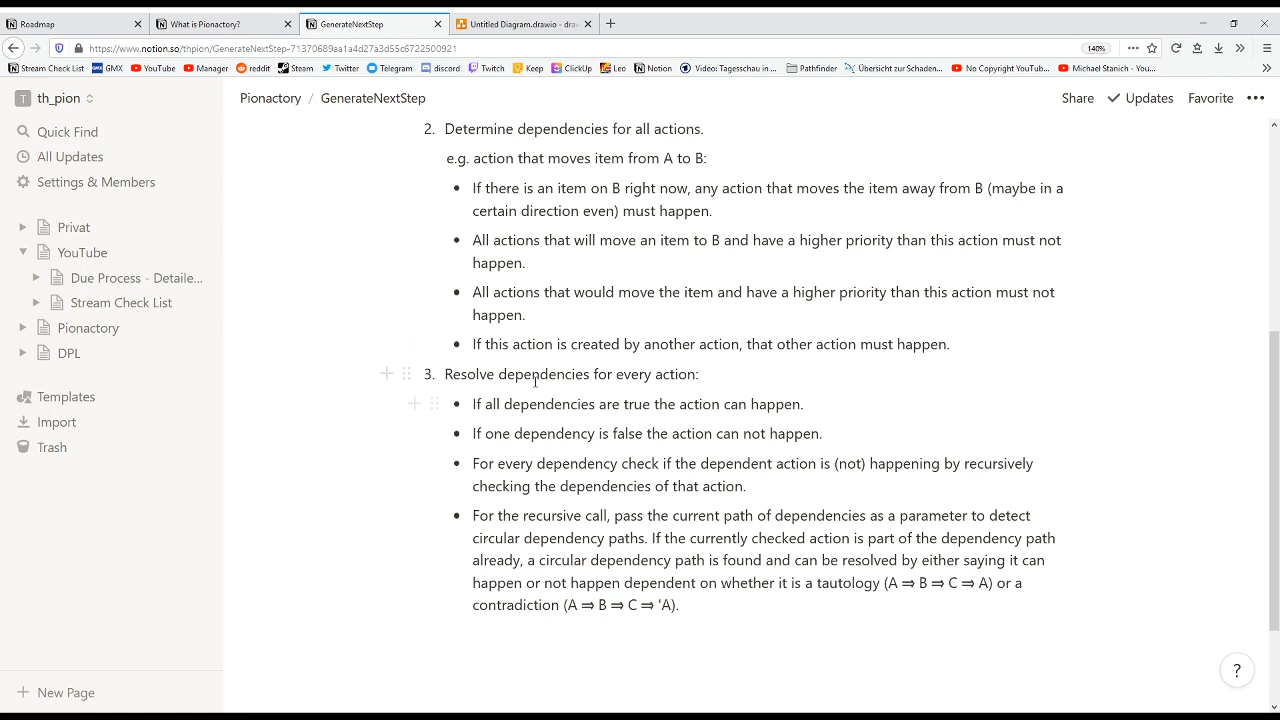 Roadmap
What is Pionactory?
GenerateNextStep
Untitled Diagram.drawio - draw
https://www.notion.so/thpion/GenerateNextStep-71370689aa1a4d27a3d55c6722500921
140%
Stream Check List
GMX
YouTube
Manager
reddit
Steam
Twitter
Telegram
discord
Twitch
Keep
ClickUp
Lo
Notion
Video: Tagesschau in ...
Pathfinder
Übersicht zu Schaden...
No Copyright YouTub...
Michael Stanich - You...
T th_pion
Pionactory / GenerateNextStep
Share
Updates
Favorite
Quick Find
All Updates
Settings & Members
Privat
YouTube
Due Process - Detaile...
Stream Check List
Pionactory
DPL
Templates
Import
Trash
New Page
2. Determine dependencies for all actions.
e.g. action that moves item from A to B:
• If there is an item on B right now, any action that moves the item away from B (maybe in a
certain direction even) must happen.
• All actions that will move an item to B and have a higher priority than this action must not
happen.
• All actions that would move the item and have a higher priority than this action must not
happen.
• If this action is created by another action, that other action must happen.
3. Resolve dependencies for every action:
• If all dependencies are true the action can happen.
• If one dependency is false the action can not happen.
• For every dependency check if the dependent action is (not) happening by recursively
checking the dependencies of that action.
• For the recursive call, pass the current path of dependencies as a parameter to detect
circular dependency paths. If the currently checked action is part of the dependency path
already, a circular dependency path is found and can be resolved by either saying it can
happen or not happen dependent on whether it is a tautology (A ⇒ B ⇒ C ⇒ A) or a
contradiction (A ⇒ B ⇒ C ⇒ 'A).
?